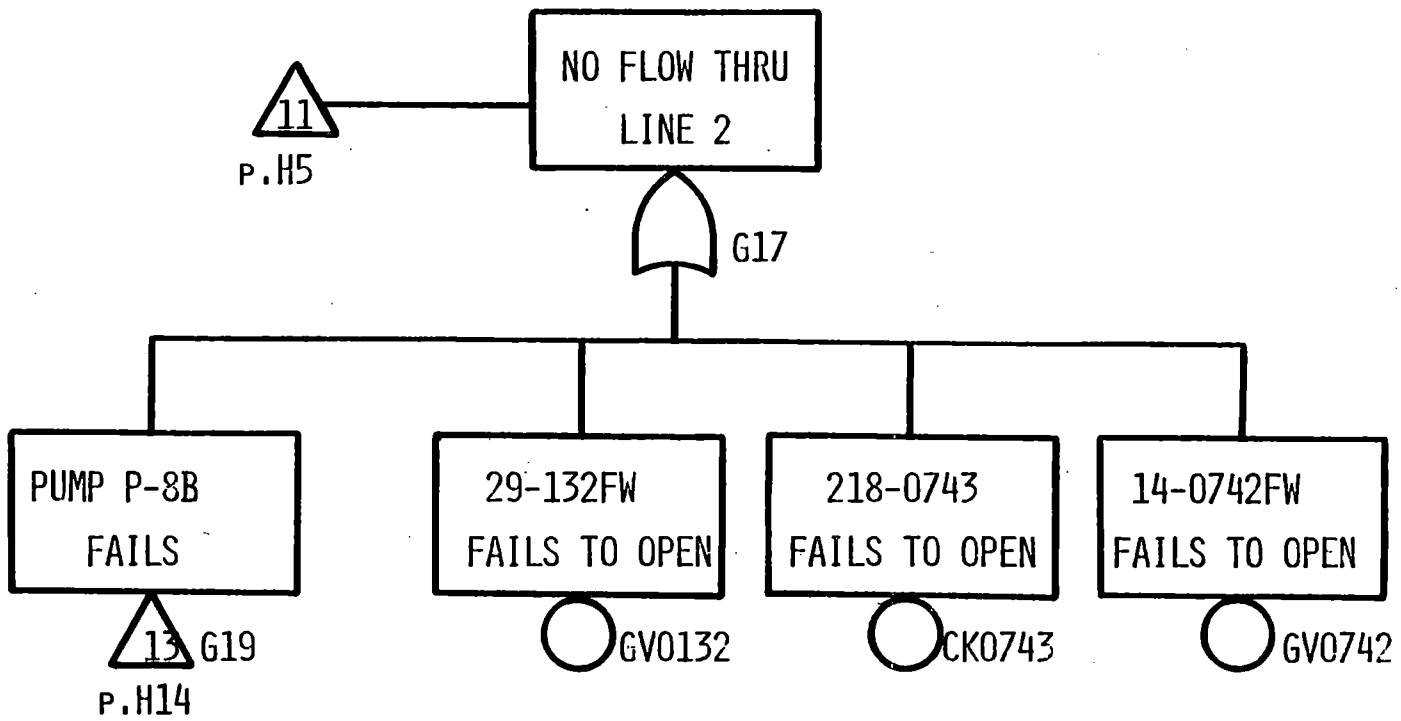 NO FLOW THRU
LINE 2
11
P.H5
G17
PUMP P-8B
FAILS
29-132FW
FAILS TO OPEN
218-0743
FAILS TO OPEN
14-0742FW
FAILS TO OPEN
13 G19
P.H14
GV0132
CK0743
GV0742